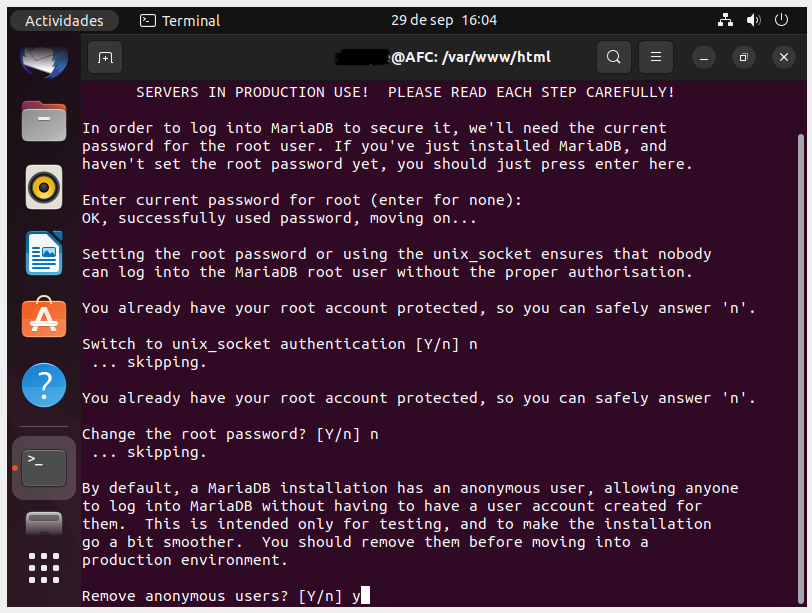 Actividades
Terminal
29 de sep 16:04
@AFC: /var/www/html
SERVERS IN PRODUCTION USE!  PLEASE READ EACH STEP CAREFULLY!
In order to log into MariaDB to secure it, we'll need the current
password for the root user. If you've just installed MariaDB, and
haven't set the root password yet, you should just press enter here.
Enter current password for root (enter for none):
OK, successfully used password, moving on...
Setting the root password or using the unix_socket ensures that nobody
can log into the MariaDB root user without the proper authorisation.
You already have your root account protected, so you can safely answer 'n'.
Switch to unix_socket authentication [Y/n] n
 ... skipping.
You already have your root account protected, so you can safely answer 'n'.
Change the root password? [Y/n] n
 ... skipping.
By default, a MariaDB installation has an anonymous user, allowing anyone
to log into MariaDB without having to have a user account created for
them.  This is intended only for testing, and to make the installation
go a bit smoother.  You should remove them before moving into a
production environment.
Remove anonymous users? [Y/n] y